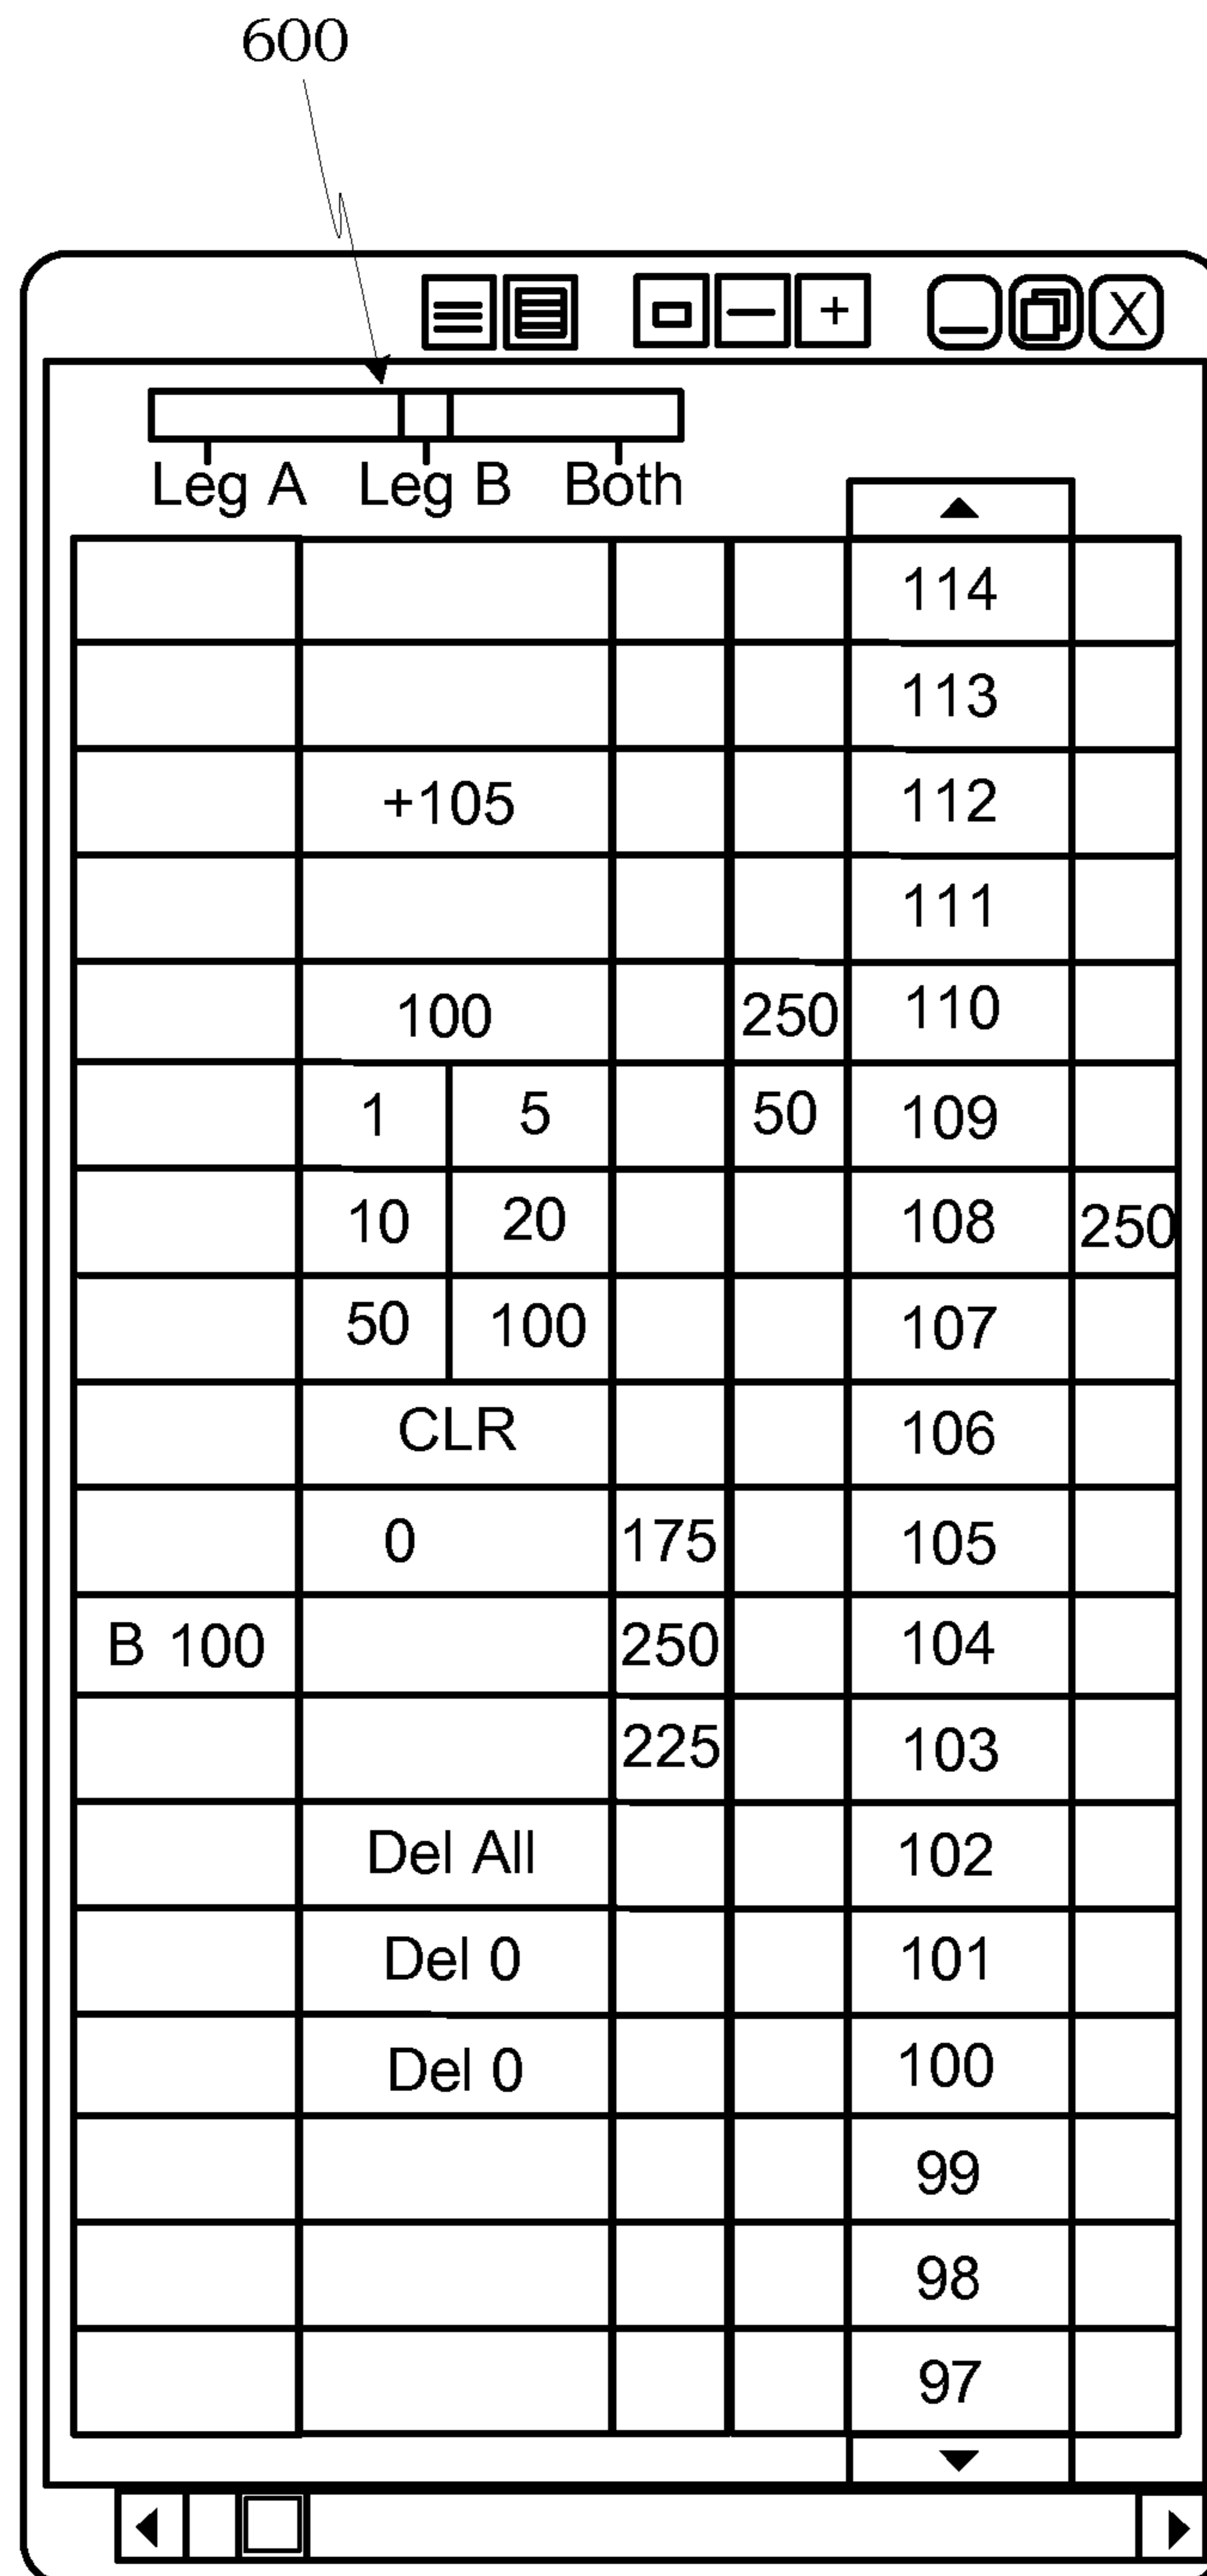 600
X
Leg A Leg B Both
114
113
+105 112
111
100 250 110
1 5 50 109
10 20 108 250
50 100 107
CLR 106
0 175 105
B 100 250 104
225 103
Del All 102
Del 0 101
Del 0 100
99
98
97